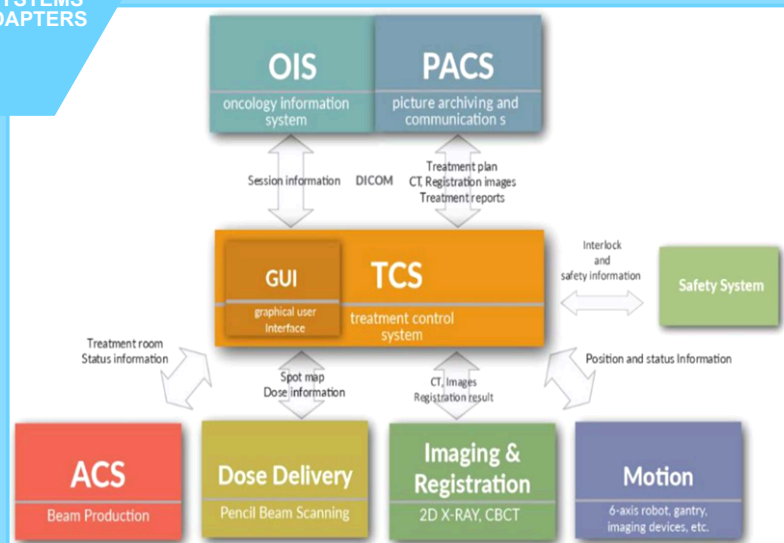 YSTEMS
DAPTERS
OIS
oncology information
system
PACS
picture archiving and
communication s
Session information
DICOM
Treatment plan
CT, Registration images
Treatment reports
GUI
graphical user
Interface
TCS
treatment control
system
Interlock
and
safety information
Safety System
Treatment room
Status information
Spot map
Dose information
CT, Images
Registration result
Position and status Information
ACS
Beam Production
Dose Delivery
Pencil Beam Scanning
Imaging &
Registration
2D X-RAY, CBCT
Motion
6-axis robot, gantry,
imaging devices, etc.